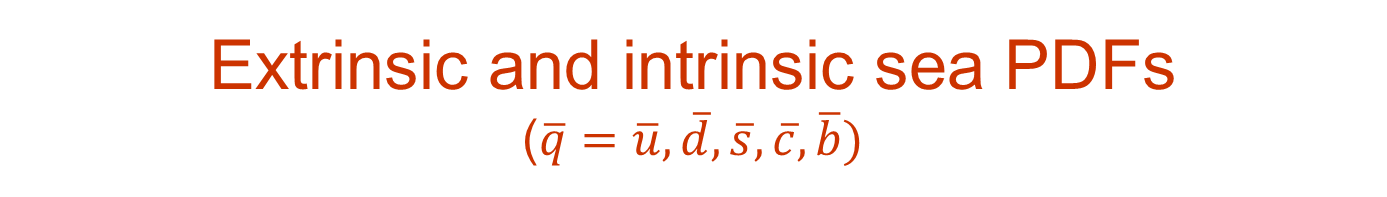 Extrinsic and intrinsic sea PDFs
(q̅ = u̅, d̅, s̅, c̅, b̅)